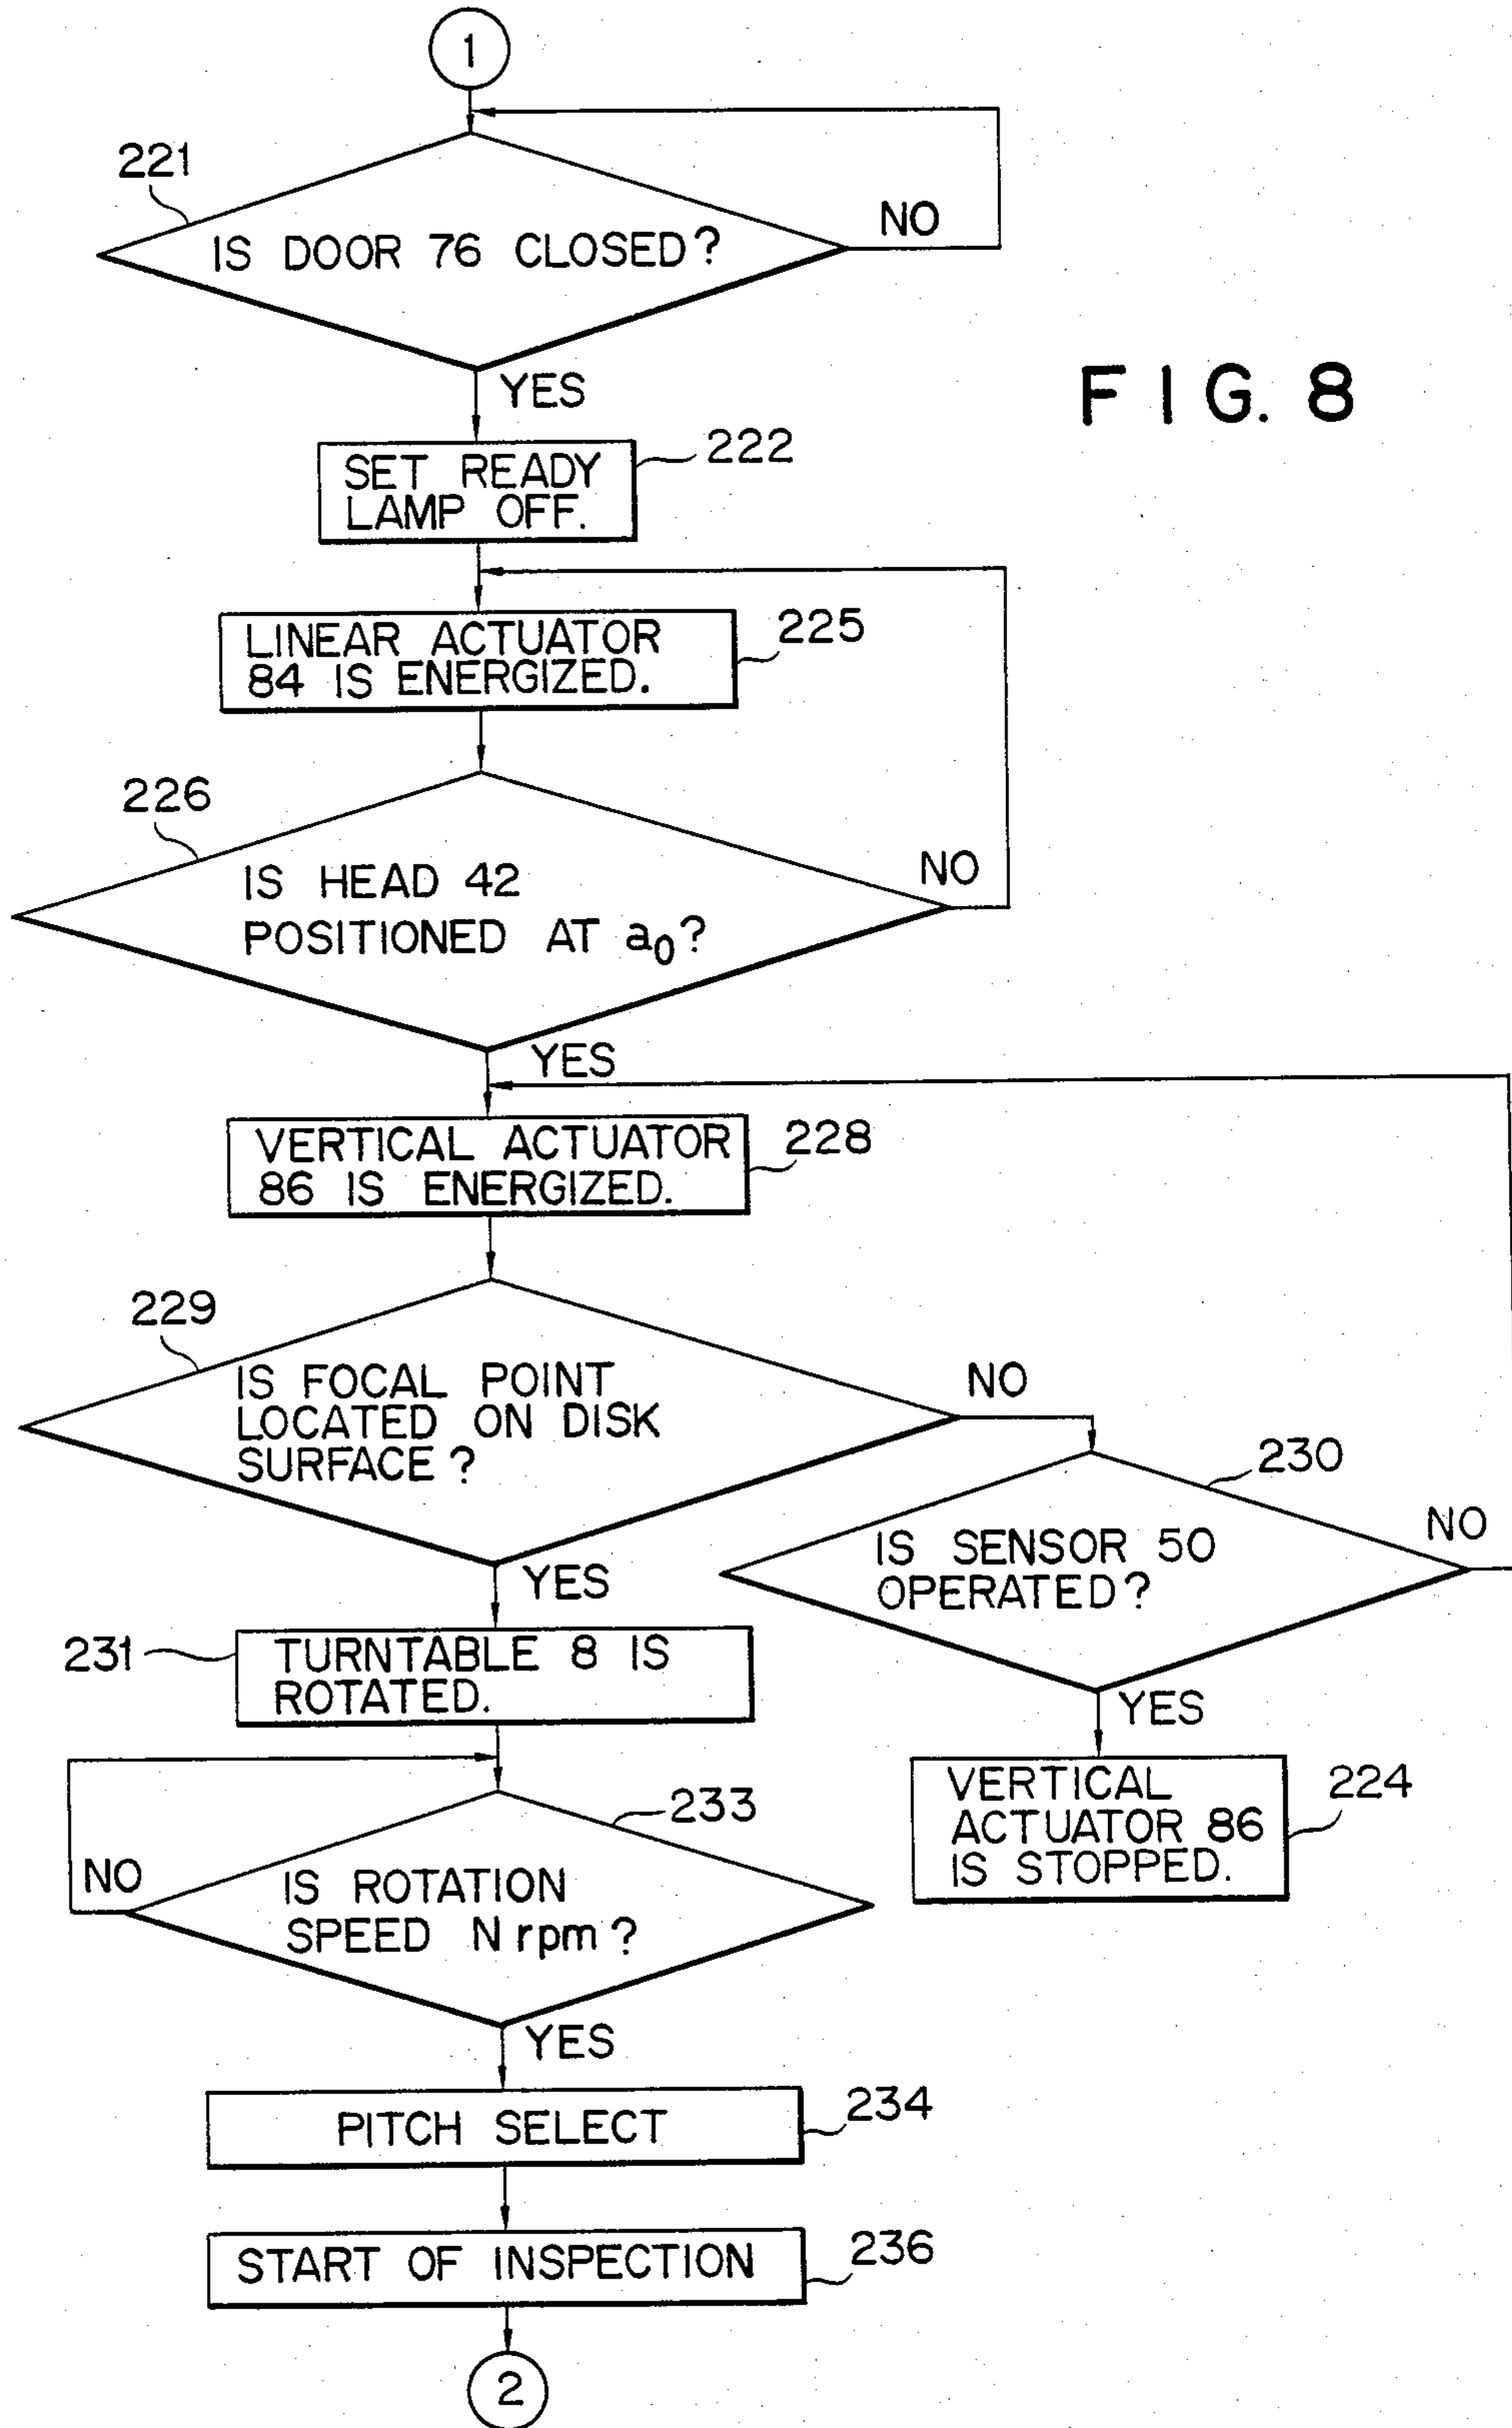 1
221
IS DOOR 76 CLOSED?
NO
YES
FIG. 8
SET READY
LAMP OFF.
222
LINEAR ACTUATOR
84 IS ENERGIZED.
225
226
IS HEAD 42
POSITIONED AT a₀?
NO
YES
VERTICAL ACTUATOR
86 IS ENERGIZED.
228
229
IS FOCAL POINT
LOCATED ON DISK
SURFACE?
NO
230
IS SENSOR 50
OPERATED?
NO
YES
YES
231
TURNTABLE 8 IS
ROTATED.
VERTICAL
ACTUATOR 86
IS STOPPED.
224
233
NO
IS ROTATION
SPEED N rpm?
YES
PITCH SELECT
234
START OF INSPECTION
236
2